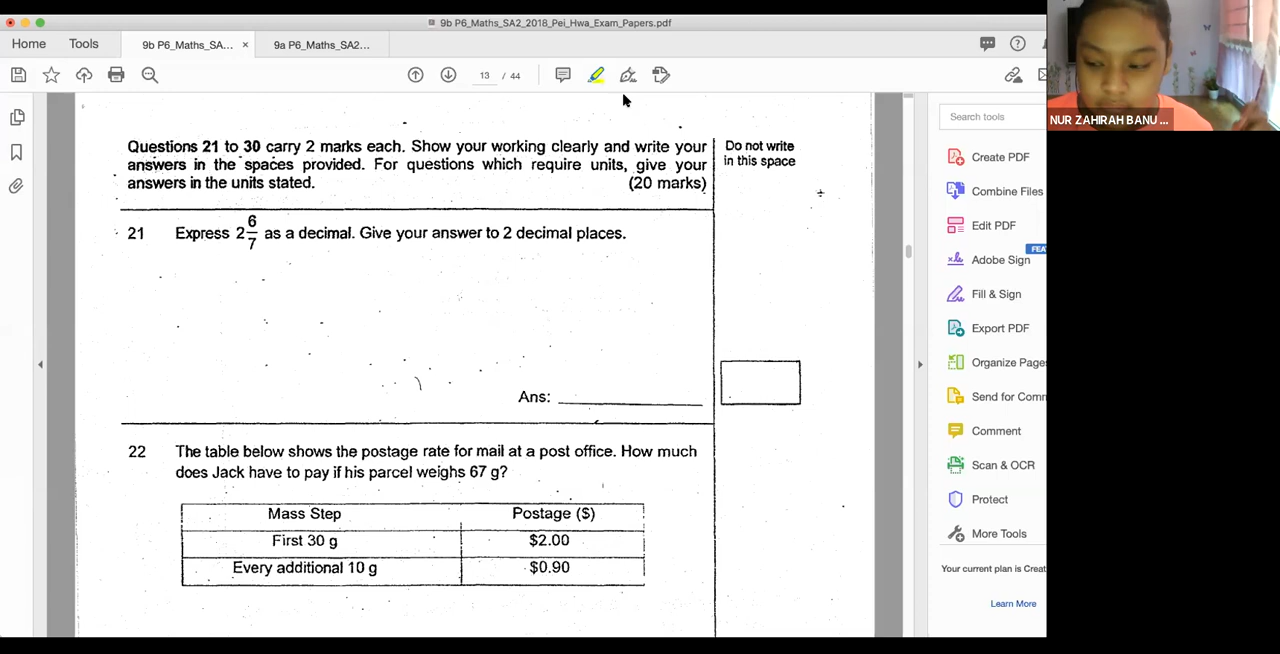 9b P6_Maths_SA2_2018_Pei_Hwa_Exam_Papers.pdf
Home Tools 9b P6_Maths_SA... × 9a P6_Maths_SA2...
13 / 44
Search tools
NUR ZAHIRAH BANU ...
Questions 21 to 30 carry 2 marks each. Show your working clearly and write your
answers in the spaces provided. For questions which require units, give your
answers in the units stated. (20 marks)
Do not write
in this space
21 Express 2 6/7 as a decimal. Give your answer to 2 decimal places.
Ans:
22 The table below shows the postage rate for mail at a post office. How much
does Jack have to pay if his parcel weighs 67 g?
Mass Step Postage ($)
First 30 g $2.00
Every additional 10 g $0.90
Create PDF
Combine Files
Edit PDF
FEA
Adobe Sign
Fill & Sign
Export PDF
Organize Page
Send for Com
Comment
Scan & OCR
Protect
More Tools
Your current plan is Creat
Learn More